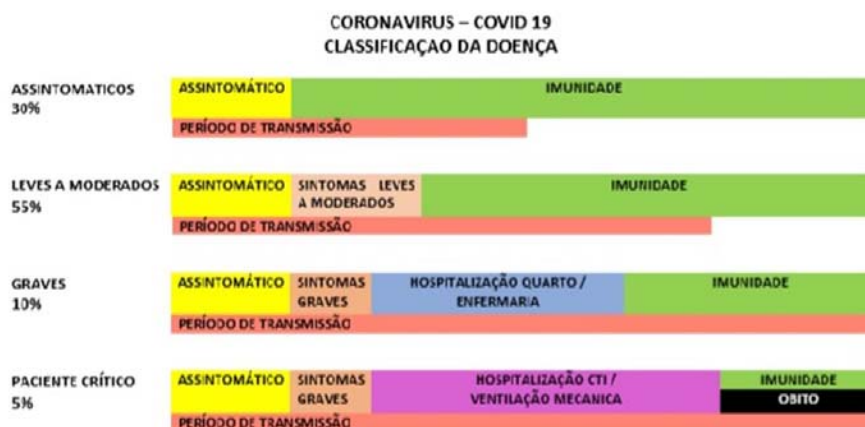 CORONAVIRUS – COVID 19
CLASSIFICAÇAO DA DOENÇA
ASSINTOMATICOS
30%
ASSINTOMÁTICO
IMUNIDADE
PERÍODO DE TRANSMISSÃO
LEVES A MODERADOS
55%
ASSINTOMÁTICO
SINTOMAS LEVES
A MODERADOS
IMUNIDADE
PERÍODO DE TRANSMISSÃO
GRAVES
10%
ASSINTOMÁTICO
SINTOMAS
GRAVES
HOSPITALIZAÇÃO QUARTO /
ENFERMARIA
IMUNIDADE
PERÍODO DE TRANSMISSÃO
PACIENTE CRÍTICO
5%
ASSINTOMÁTICO
SINTOMAS
GRAVES
HOSPITALIZAÇÃO CTI /
VENTILAÇÃO MECANICA
IMUNIDADE
OBITO
PERÍODO DE TRANSMISSÃO